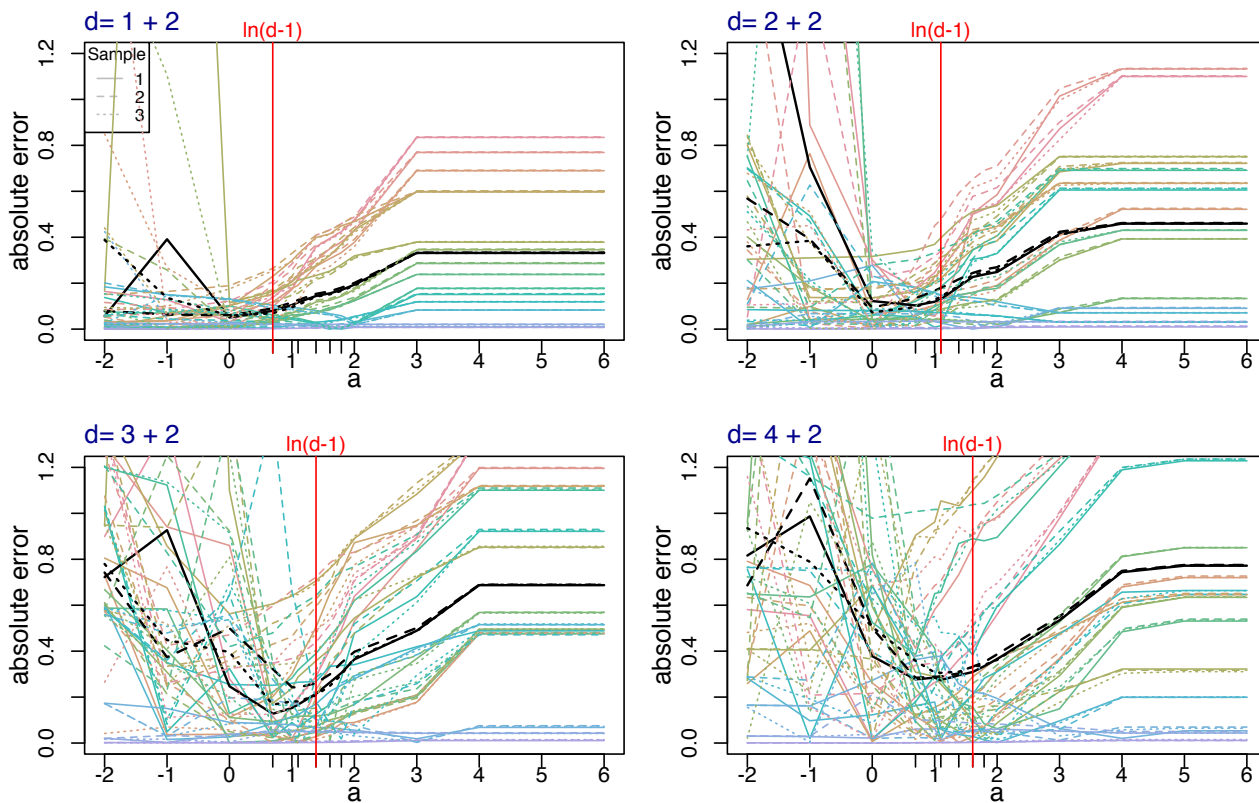 d= 1 + 2
ln(d-1)
absolute error
1.2
0.8
0.4
0.0
Sample
1
2
3
-2 -1 0 1 2 3 4 5 6
a
d= 2 + 2
ln(d-1)
absolute error
1.2
0.8
0.4
0.0
-2 -1 0 1 2 3 4 5 6
a
d= 3 + 2
ln(d-1)
absolute error
1.2
0.8
0.4
0.0
-2 -1 0 1 2 3 4 5 6
a
d= 4 + 2
ln(d-1)
absolute error
1.2
0.8
0.4
0.0
-2 -1 0 1 2 3 4 5 6
a